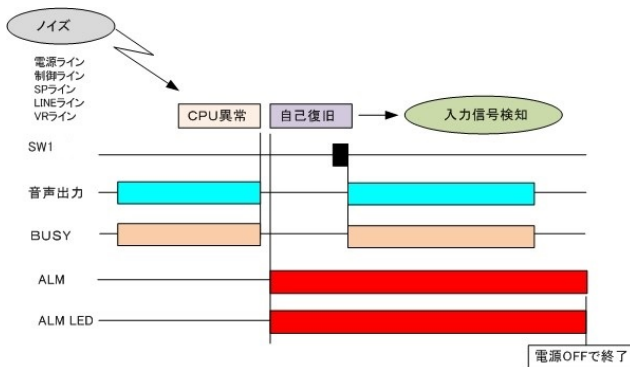 ノイズ
電源ライン
制御ライン
SPライン
LINEライン
VRライン
CPU異常
自己復旧
入力信号検知
SW1
音声出力
BUSY
ALM
ALM LED
電源OFFで終了